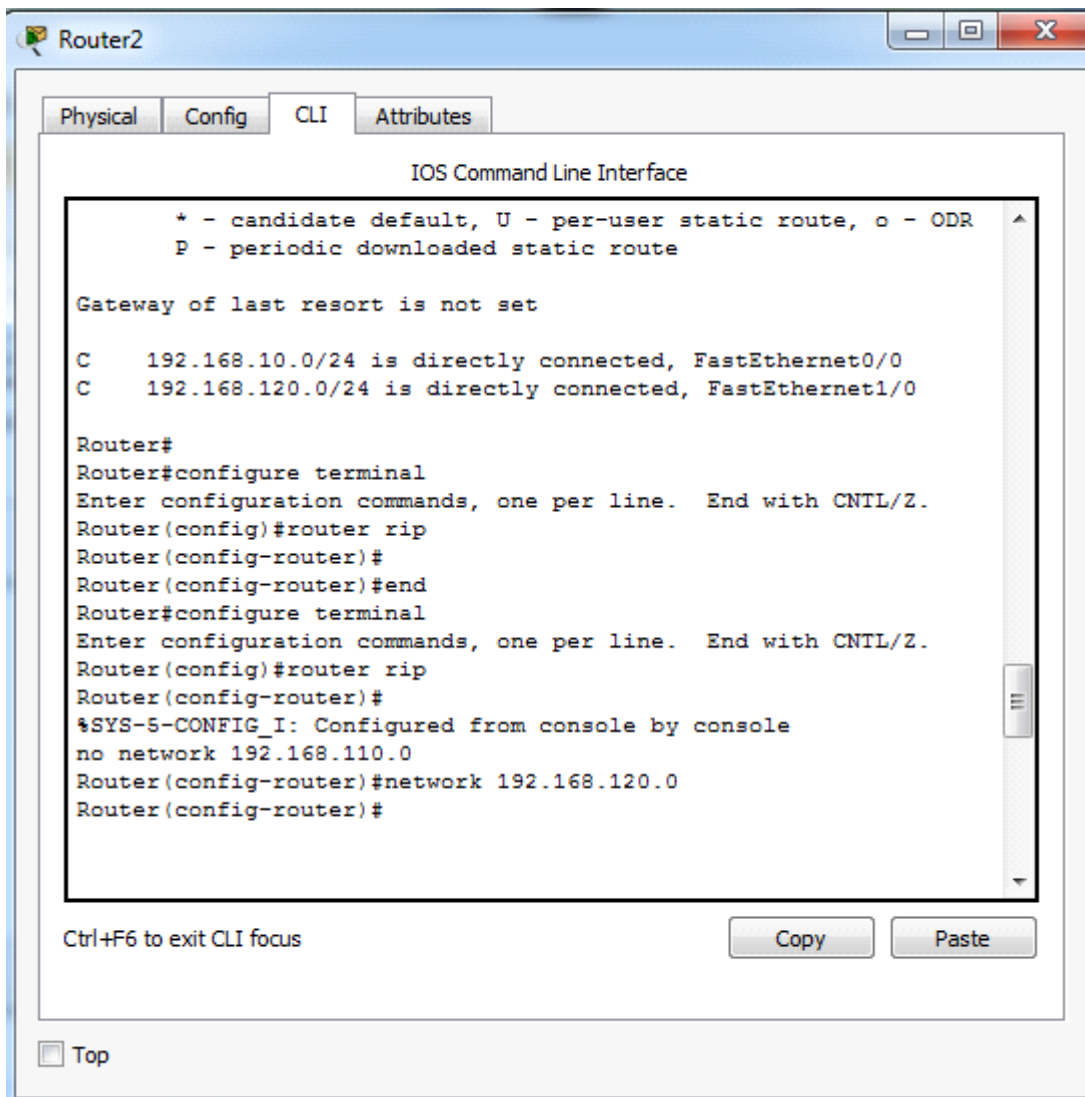 Router2
Physical Config CLI Attributes
IOS Command Line Interface
* - candidate default, U - per-user static route, o - ODR
P - periodic downloaded static route
Gateway of last resort is not set
C 192.168.10.0/24 is directly connected, FastEthernet0/0
C 192.168.120.0/24 is directly connected, FastEthernet1/0
Router#
Router#configure terminal
Enter configuration commands, one per line. End with CNTL/Z.
Router(config)#router rip
Router(config-router)#
Router(config-router)#end
Router#configure terminal
Enter configuration commands, one per line. End with CNTL/Z.
Router(config)#router rip
Router(config-router)#
%SYS-5-CONFIG_I: Configured from console by console
no network 192.168.110.0
Router(config-router)#network 192.168.120.0
Router(config-router)#
Ctrl+F6 to exit CLI focus Copy Paste
Top